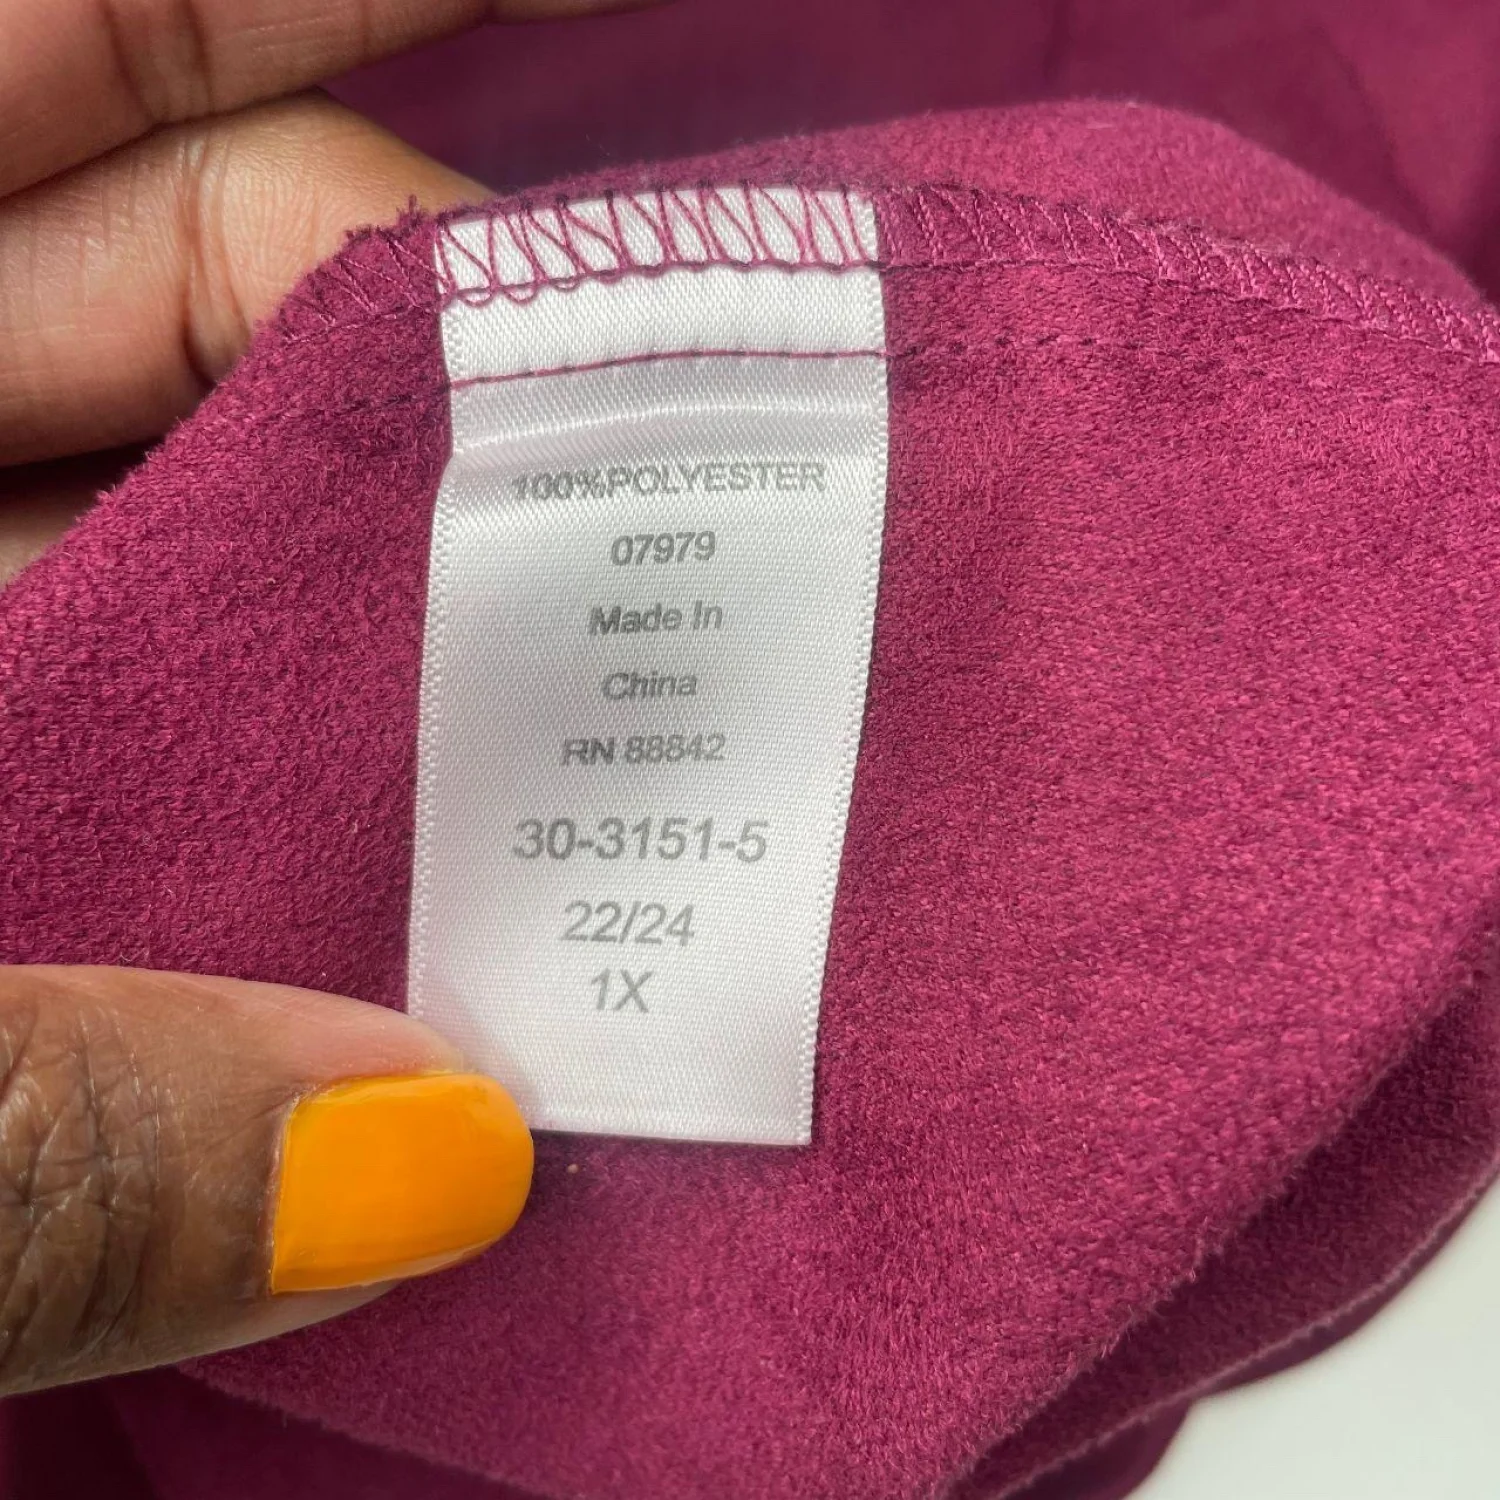 100%POLYESTER
07979
Made In
China
RN 88842
30-3151-5
22/24
1X